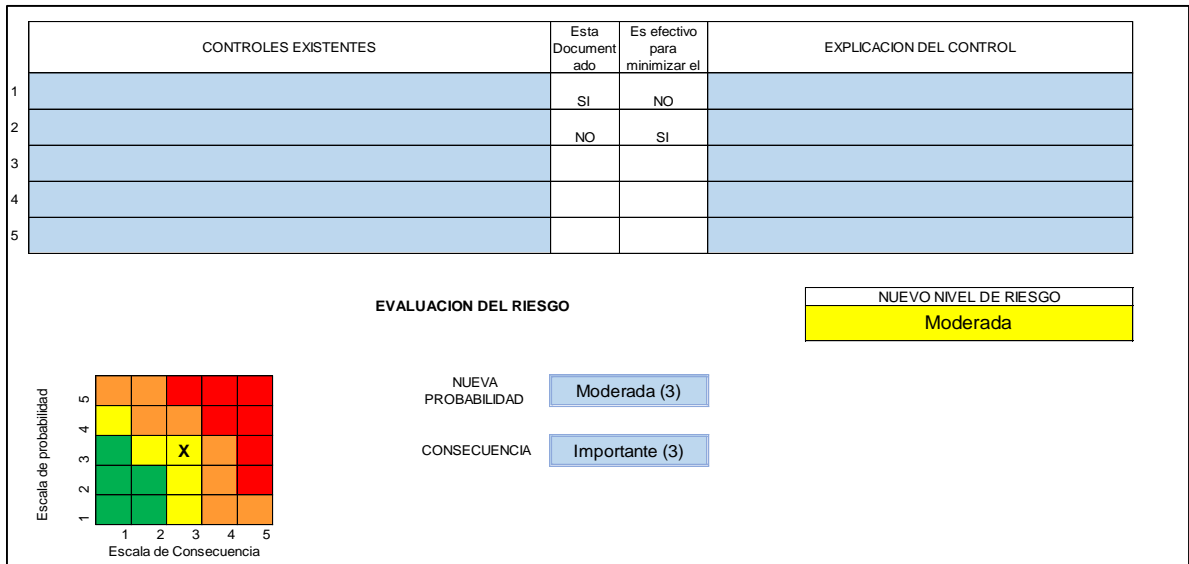 CONTROLES EXISTENTES
Esta
Document
ado
Es efectivo
para
minimizar el
EXPLICACION DEL CONTROL
1
SI
NO
2
NO
SI
3
4
5
EVALUACION DEL RIESGO
NUEVO NIVEL DE RIESGO
Moderada
NUEVA
PROBABILIDAD
Moderada (3)
CONSECUENCIA
Importante (3)
Escala de probabilidad
5
4
3
2
1
X
1 2 3 4 5
Escala de Consecuencia